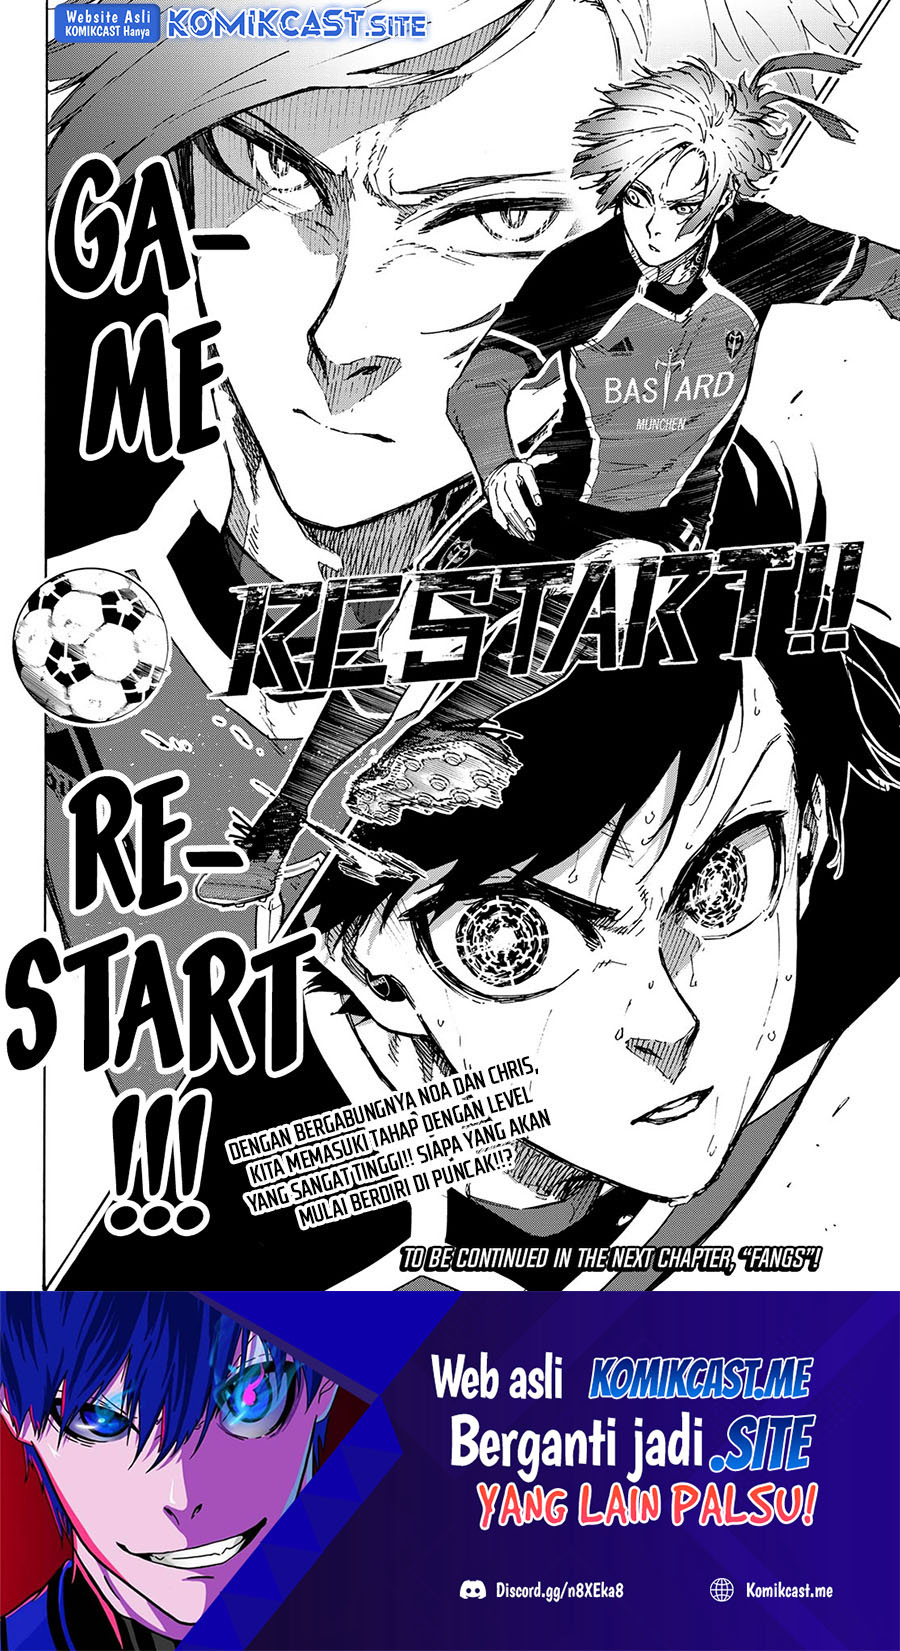 Website Asli
KOMIKCAST Hanya
KOMIKCAST.SITE
GA-
ME
BASTARD
MÜNCHEN
RESTART!!
RE-
START
!!!
DENGAN BERGABUNGNYA NOA DAN CHRIS,
KITA MEMASUKI TAHAP DENGAN LEVEL
YANG SANGAT TINGGI!! SIAPA YANG AKAN
MULAI BERDIRI DI PUNCAK!!?
TO BE CONTINUED IN THE NEXT CHAPTER, "FANGS"!
Web asli KOMIKCAST.ME
Berganti jadi .SITE
YANG LAIN PALSU!
Discord.gg/n8XEka8
Komikcast.me